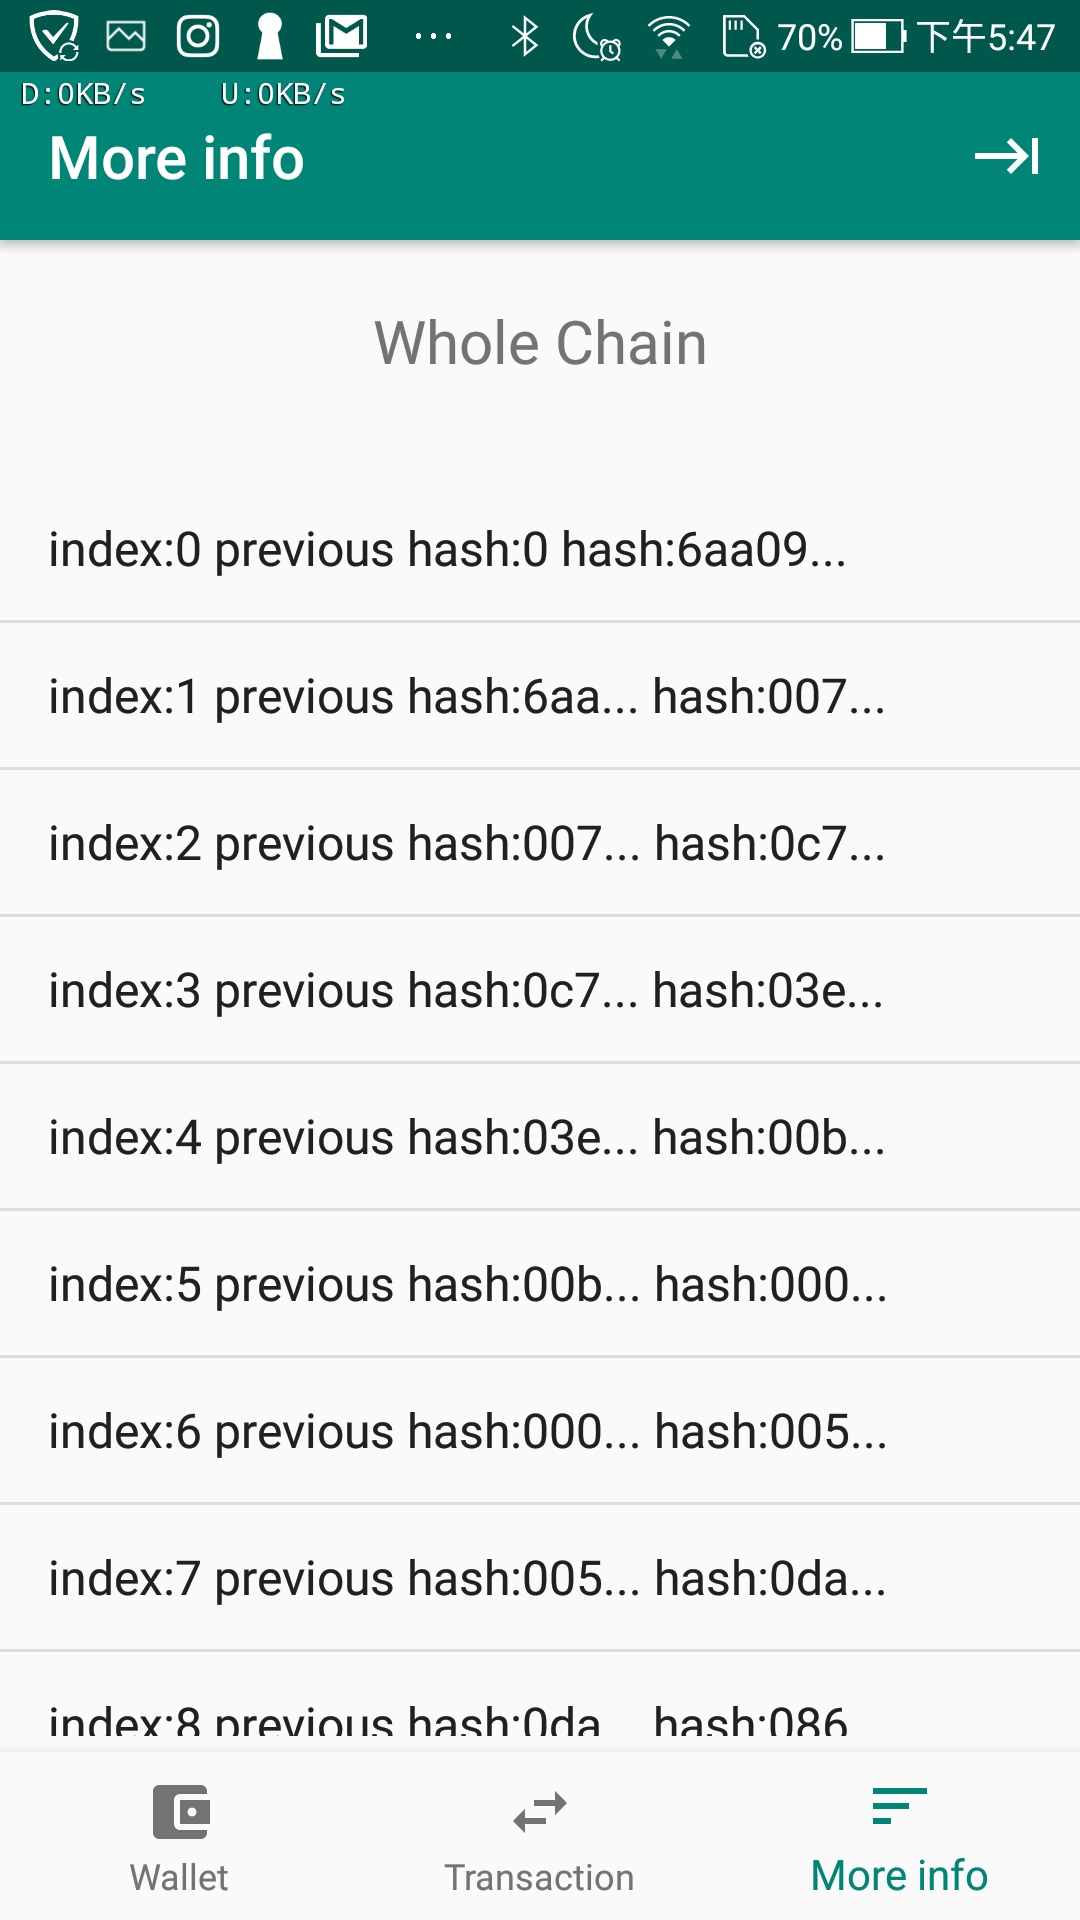 70% 下午5:47
D:0KB/s U:0KB/s
More info
Whole Chain
index:0 previous hash:0 hash:6aa09...
index:1 previous hash:6aa... hash:007...
index:2 previous hash:007... hash:0c7...
index:3 previous hash:0c7... hash:03e...
index:4 previous hash:03e... hash:00b...
index:5 previous hash:00b... hash:000...
index:6 previous hash:000... hash:005...
index:7 previous hash:005... hash:0da...
index:8 previous hash:0da... hash:086...
Wallet Transaction More info